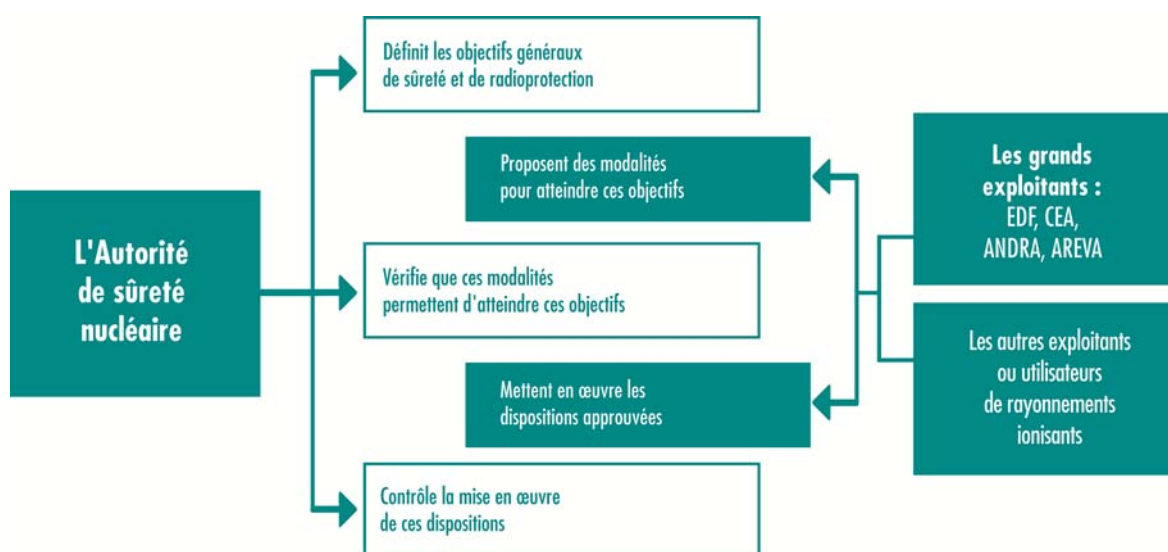 Définit les objectifs généraux
de sûreté et de radioprotection
Proposent des modalités
pour atteindre ces objectifs
Les grands
exploitants :
EDF, CEA,
ANDRA, AREVA
L'Autorité
de sûreté
nucléaire
Vérifie que ces modalités
permettent d'atteindre ces objectifs
Mettent en œuvre les
dispositions approuvées
Les autres exploitants
ou utilisateurs
de rayonnements
ionisants
Contrôle la mise en œuvre
de ces dispositions